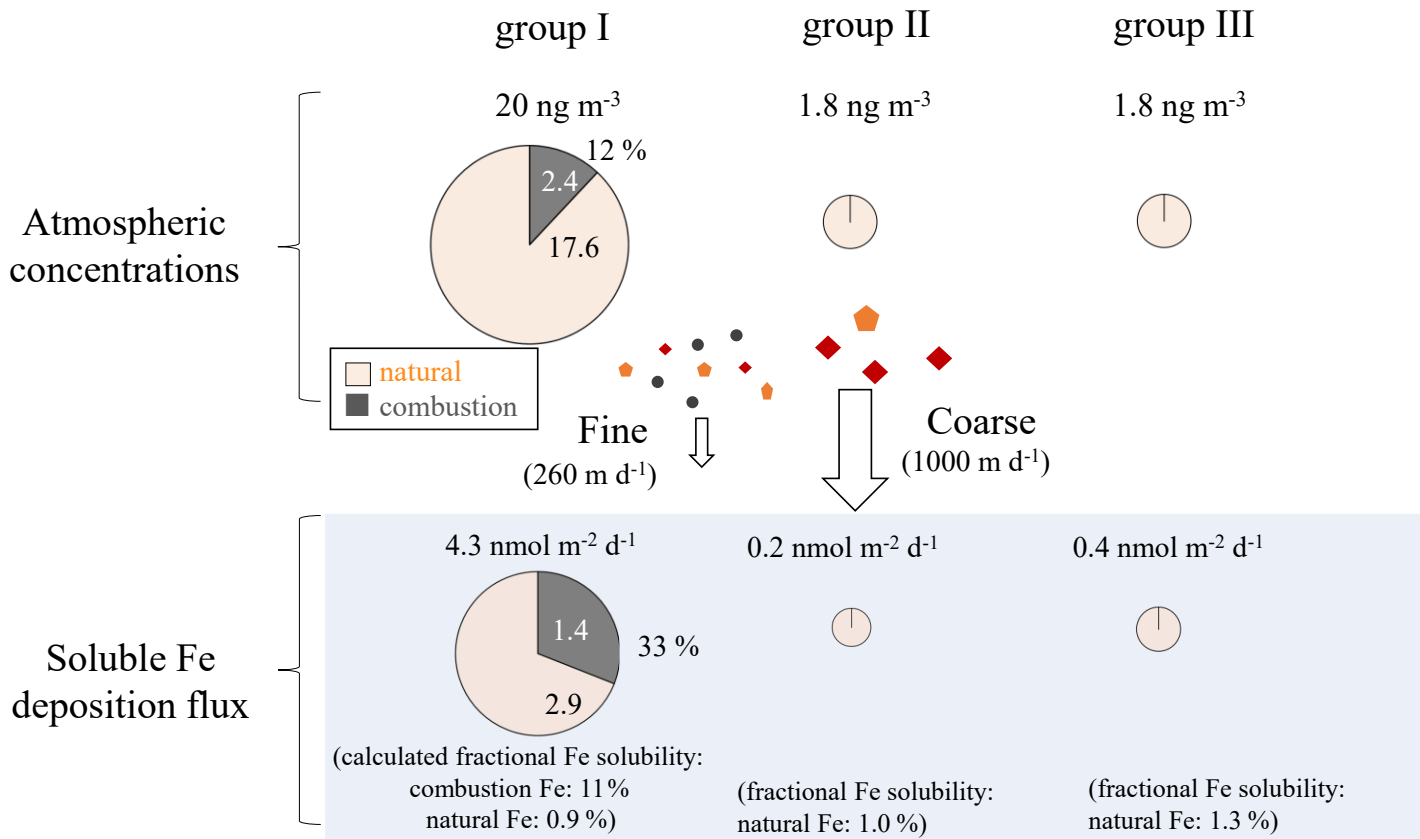 group I
group II
group III
20 ng m⁻³
1.8 ng m⁻³
1.8 ng m⁻³
12 %
2.4
17.6
Atmospheric
concentrations
natural
combustion
Fine
(260 m d⁻¹)
Coarse
(1000 m d⁻¹)
4.3 nmol m⁻² d⁻¹
0.2 nmol m⁻² d⁻¹
0.4 nmol m⁻² d⁻¹
1.4
33 %
2.9
Soluble Fe
deposition flux
(calculated fractional Fe solubility:
combustion Fe: 11%
natural Fe: 0.9 %)
(fractional Fe solubility:
natural Fe: 1.0 %)
(fractional Fe solubility:
natural Fe: 1.3 %)